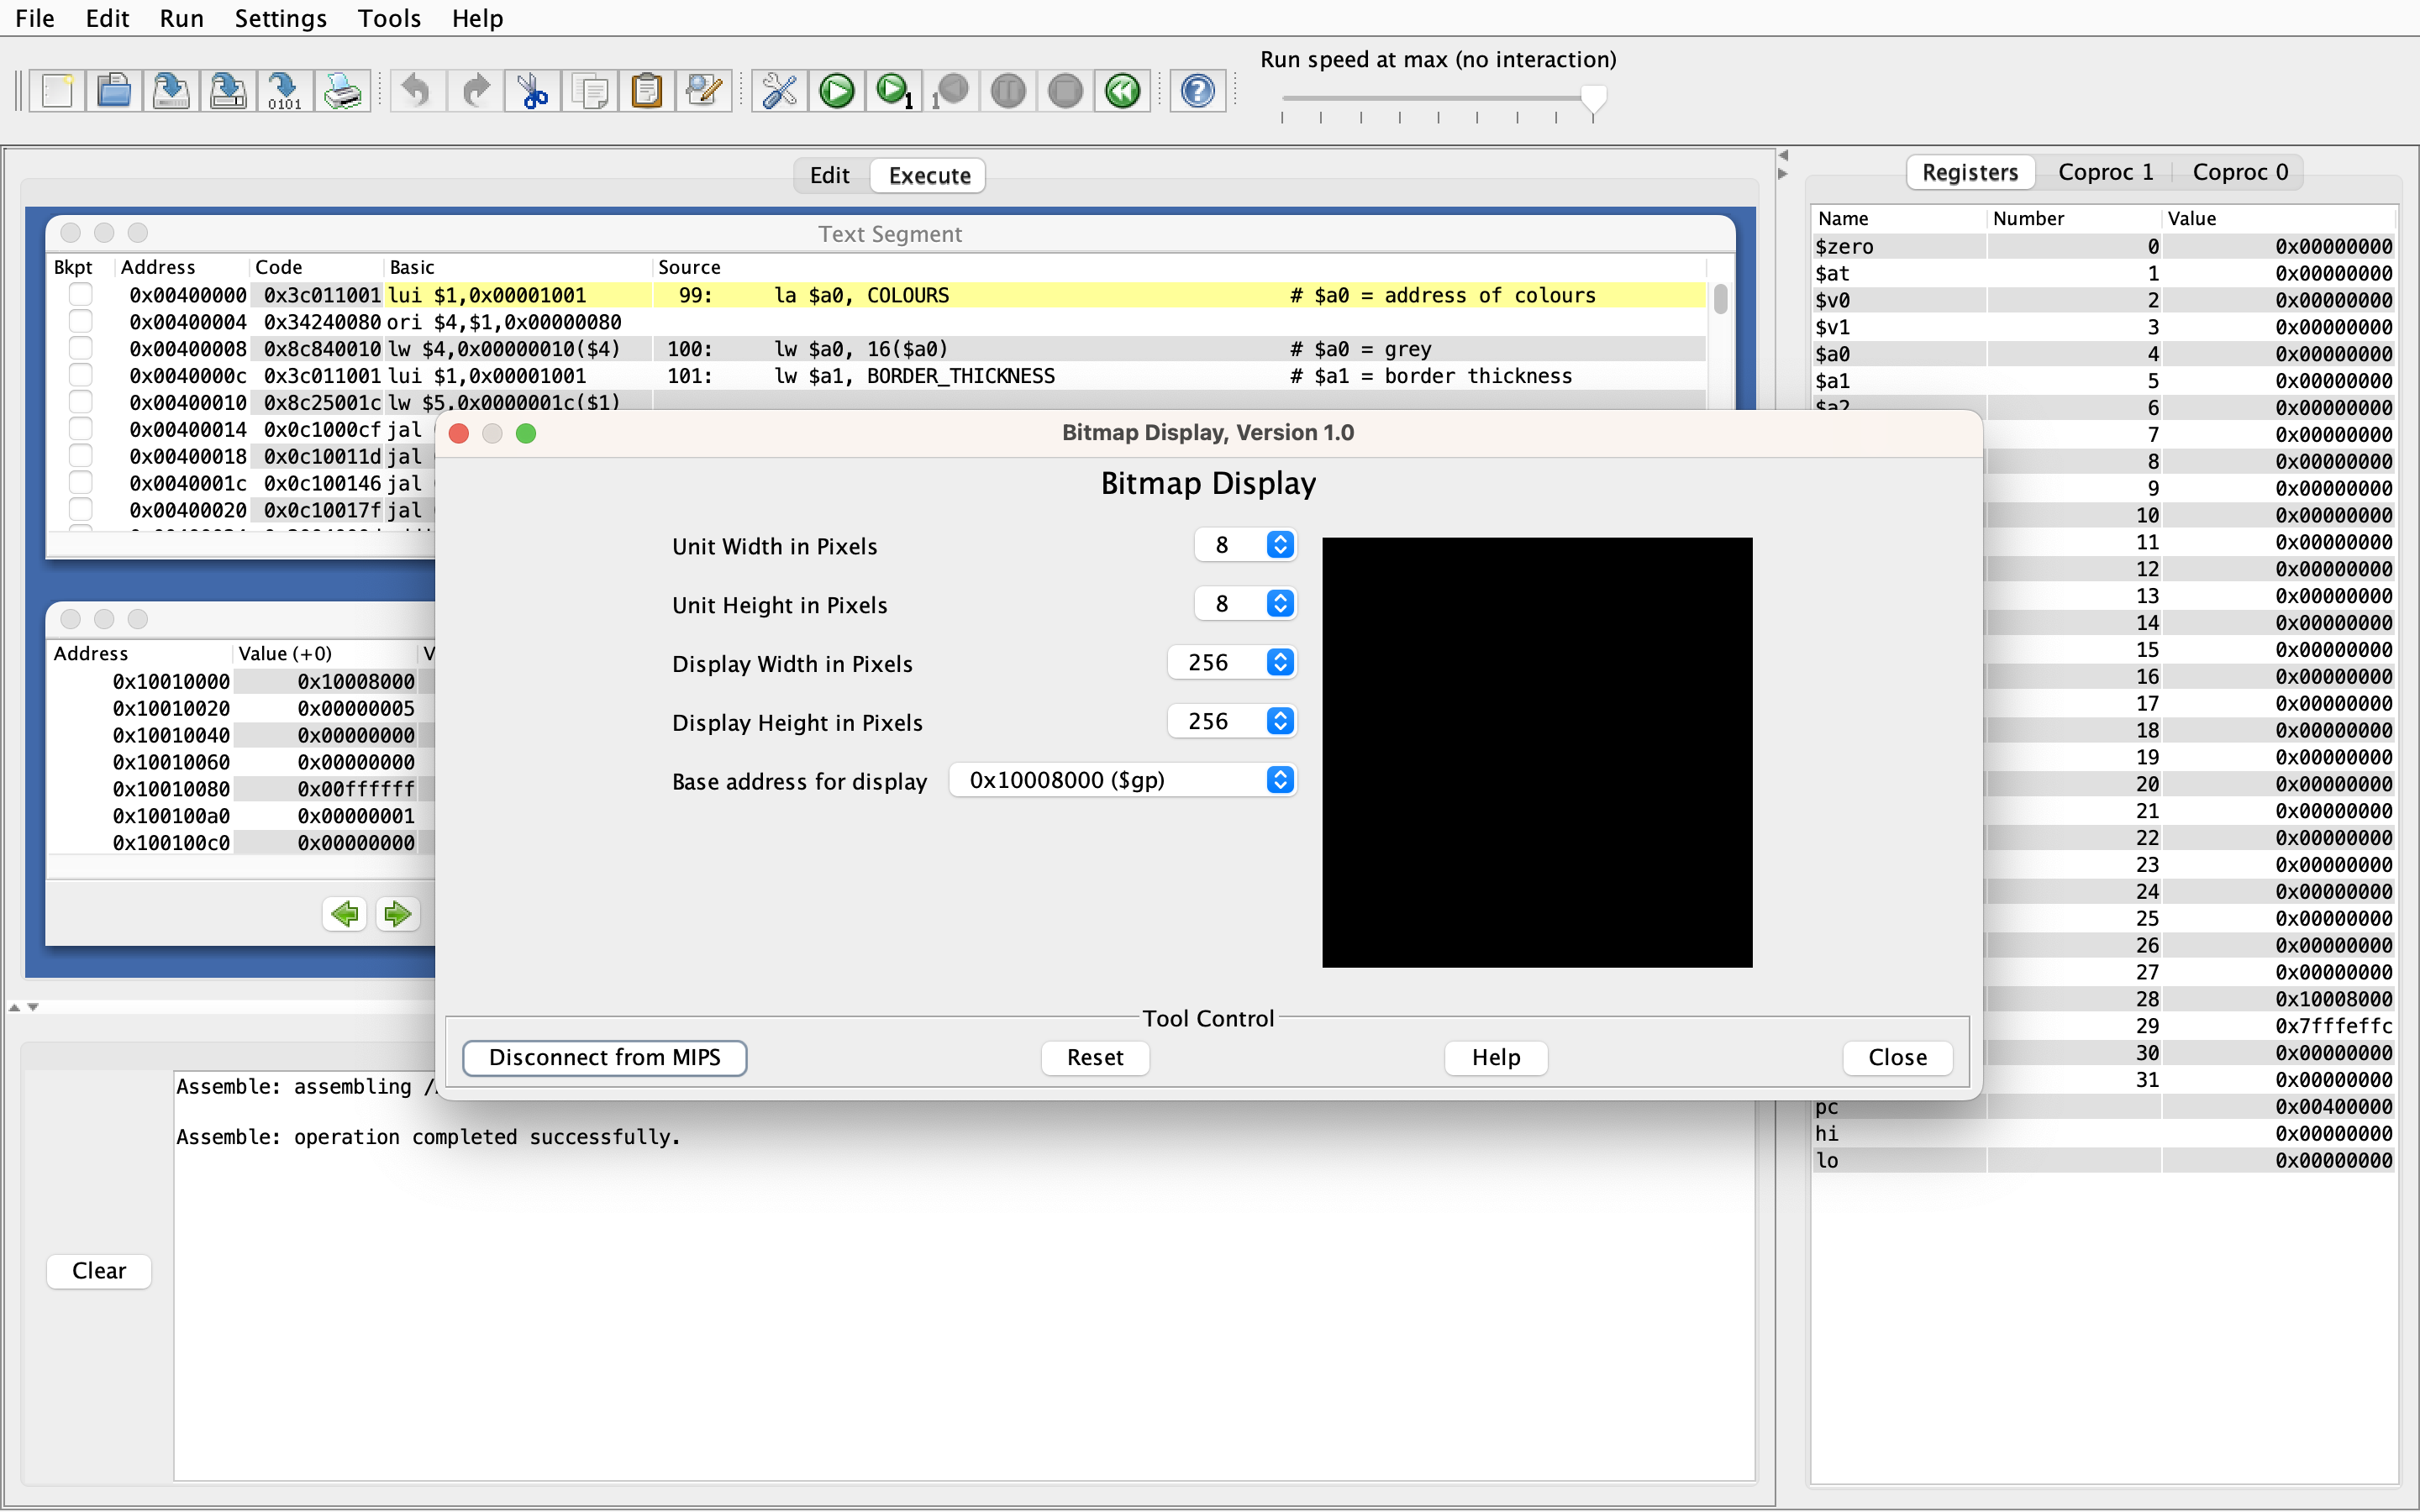 File Edit Run Settings Tools Help
Run speed at max (no interaction)
0101
1
1
Edit Execute
Text Segment
Bkpt Address Code Basic Source
0x00400000 0x3c011001 lui $1,0x00001001 99: la $a0, COLOURS # $a0 = address of colours
0x00400004 0x34240080 ori $4,$1,0x00000080
0x00400008 0x8c840010 lw $4,0x00000010($4) 100: lw $a0, 16($a0) # $a0 = grey
0x0040000c 0x3c011001 lui $1,0x00001001 101: lw $a1, BORDER_THICKNESS # $a1 = border thickness
0x00400010 0x8c25001c lw $5,0x0000001c($1)
0x00400014 0x0c1000cf jal
0x00400018 0x0c10011d jal
0x0040001c 0x0c100146 jal
0x00400020 0x0c10017f jal
Address Value (+0) V
0x10010000 0x10008000
0x10010020 0x00000005
0x10010040 0x00000000
0x10010060 0x00000000
0x10010080 0x00ffffff
0x100100a0 0x00000001
0x100100c0 0x00000000
Bitmap Display, Version 1.0
Bitmap Display
Unit Width in Pixels 8
Unit Height in Pixels 8
Display Width in Pixels 256
Display Height in Pixels 256
Base address for display 0x10008000 ($gp)
Tool Control
Disconnect from MIPS Reset Help Close
Assemble: assembling
Assemble: operation completed successfully.
Clear
Registers Coproc 1 Coproc 0
Name Number Value
$zero 0 0x00000000
$at 1 0x00000000
$v0 2 0x00000000
$v1 3 0x00000000
$a0 4 0x00000000
$a1 5 0x00000000
$a2 6 0x00000000
7 0x00000000
8 0x00000000
9 0x00000000
10 0x00000000
11 0x00000000
12 0x00000000
13 0x00000000
14 0x00000000
15 0x00000000
16 0x00000000
17 0x00000000
18 0x00000000
19 0x00000000
20 0x00000000
21 0x00000000
22 0x00000000
23 0x00000000
24 0x00000000
25 0x00000000
26 0x00000000
27 0x00000000
28 0x10008000
29 0x7fffeffc
30 0x00000000
31 0x00000000
pc 0x00400000
hi 0x00000000
lo 0x00000000